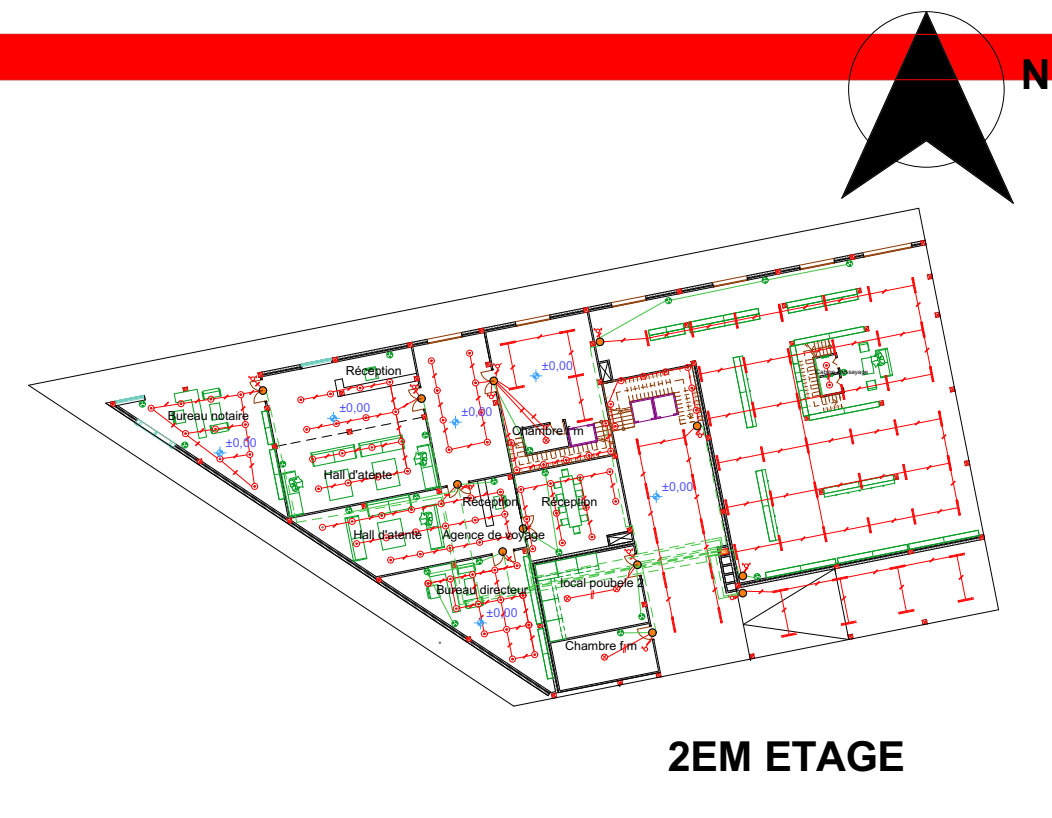 N
Réception
±0,00
±0,00
±0,00
Bureau notaire
±0,00
Chambre f m
Hall d'atente
±0,00
Réception
Réception
Hall d'atente
Agence de voyage
local poubele 2
Bureau directeur
±0,00
Chambre f m
2EM ETAGE